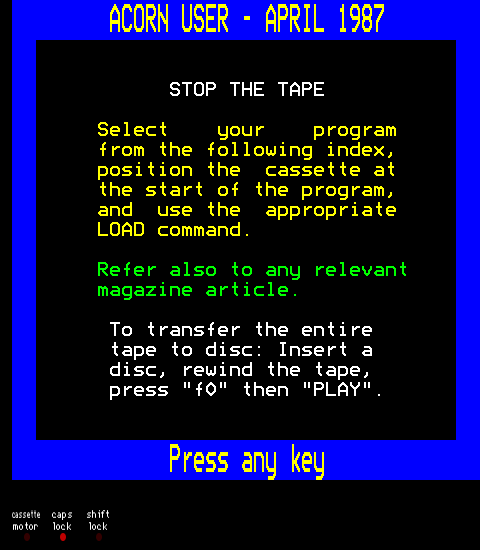 ACORN USER - APRIL 1987
STOP THE TAPE
Select your program
from the following index,
position the cassette at
the start of the program,
and use the appropriate
LOAD command.
Refer also to any relevant
magazine article.
To transfer the entire
tape to disc: Insert a
disc, rewind the tape,
press "f0" then "PLAY".
Press any key
cassette caps shift
motor lock lock